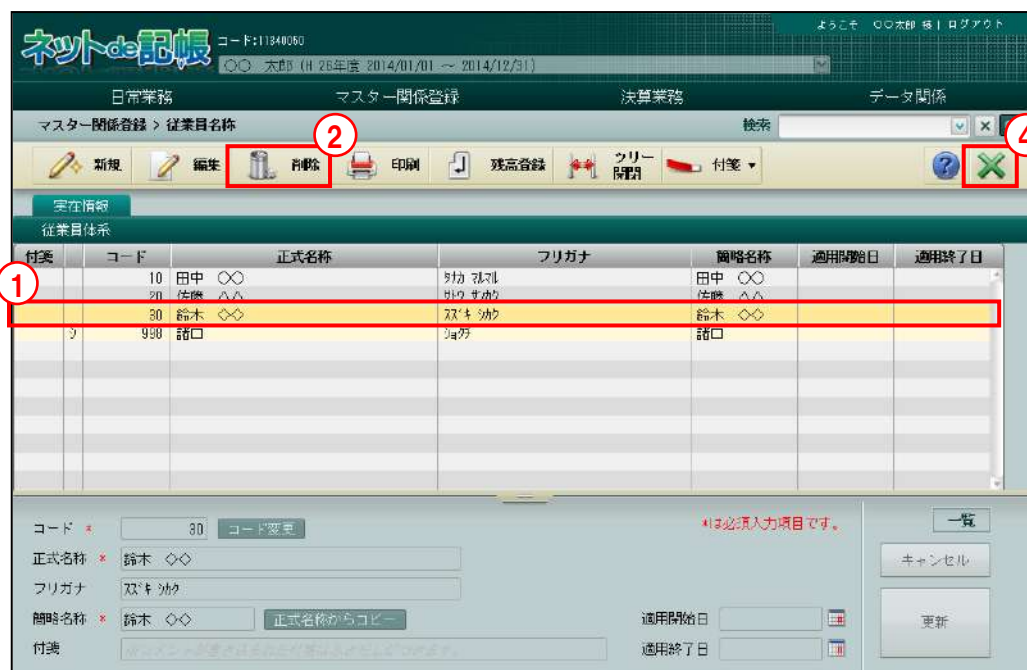 ようこそ 〇〇太郎 様 | ログアウト
ネットde記帳 コード:11340050
〇〇 太郎 (H 26年度 2014/01/01 ～ 2014/12/31)
日常業務 マスター関係登録 決算業務 データ関係
マスター関係登録 > 従業員名称 検索
② ④
新規 編集 削除 印刷 残高登録 ツリー開閉 付箋
実在情報
従業員体系
付箋 コード 正式名称 フリガナ 簡略名称 適用開始日 適用終了日
①
10 田中 〇〇 ﾀﾅｶ ﾏﾙﾏﾙ 田中 〇〇
20 佐藤 △△ ｻﾄｳ ｻﾝｶｸ 佐藤 △△
30 鈴木 ◇◇ ｽｽﾞｷ ｼｶｸ 鈴木 ◇◇
ｼ 998 諸口 ｼｮｸﾁ 諸口
コード * 30 コード変更 *は必須入力項目です。 一覧
正式名称 * 鈴木 ◇◇ キャンセル
フリガナ ｽｽﾞｷ ｼｶｸ
簡略名称 * 鈴木 ◇◇ 正式名称からコピー 適用開始日 更新
付箋 適用終了日